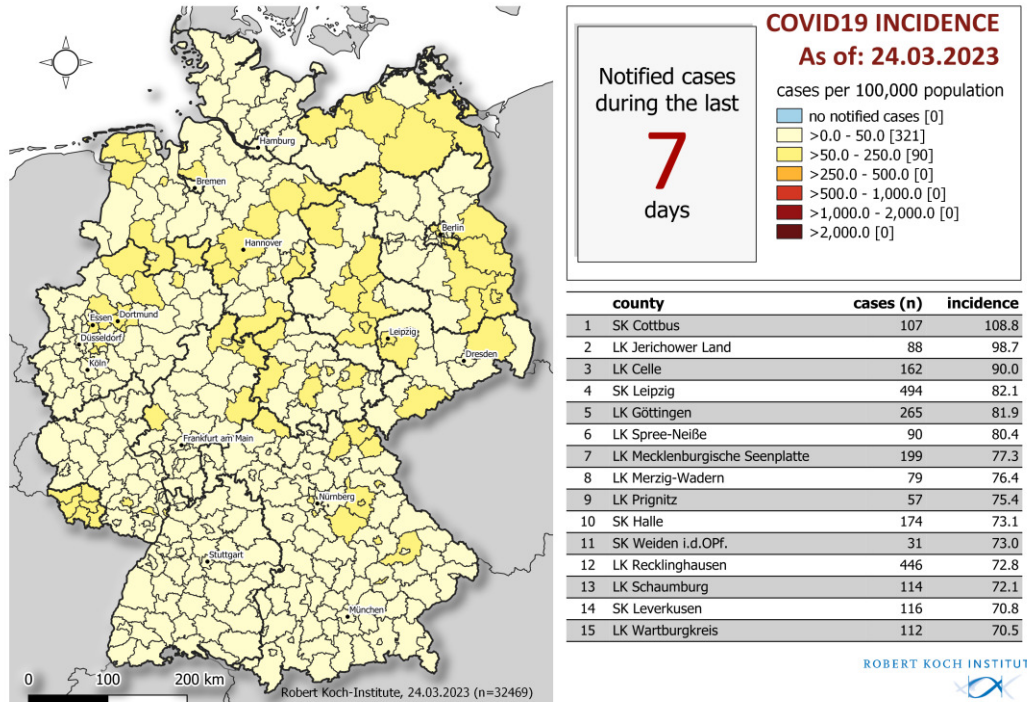 Hamburg
Bremen
Berlin
Hannover
Essen
Dortmund
Düsseldorf
Köln
Leipzig
Dresden
Frankfurt am Main
Nürnberg
Stuttgart
München
0 100 200 km
Robert Koch-Institute, 24.03.2023 (n=32469)
COVID19 INCIDENCE
As of: 24.03.2023
Notified cases
during the last
7
days
cases per 100,000 population
no notified cases [0]
>0.0 - 50.0 [321]
>50.0 - 250.0 [90]
>250.0 - 500.0 [0]
>500.0 - 1,000.0 [0]
>1,000.0 - 2,000.0 [0]
>2,000.0 [0]
county cases (n) incidence
1 SK Cottbus 107 108.8
2 LK Jerichower Land 88 98.7
3 LK Celle 162 90.0
4 SK Leipzig 494 82.1
5 LK Göttingen 265 81.9
6 LK Spree-Neiße 90 80.4
7 LK Mecklenburgische Seenplatte 199 77.3
8 LK Merzig-Wadern 79 76.4
9 LK Prignitz 57 75.4
10 SK Halle 174 73.1
11 SK Weiden i.d.OPf. 31 73.0
12 LK Recklinghausen 446 72.8
13 LK Schaumburg 114 72.1
14 SK Leverkusen 116 70.8
15 LK Wartburgkreis 112 70.5
ROBERT KOCH INSTITUT